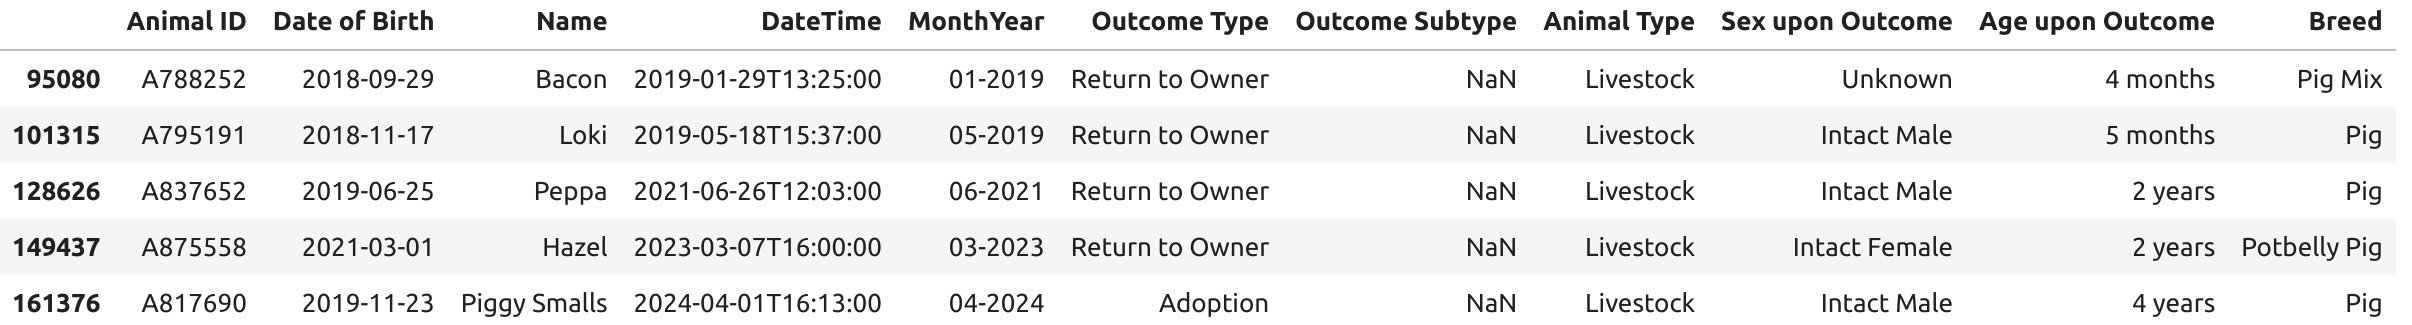 Animal ID Date of Birth Name DateTime MonthYear Outcome Type Outcome Subtype Animal Type Sex upon Outcome Age upon Outcome Breed
95080 A788252 2018-09-29 Bacon 2019-01-29T13:25:00 01-2019 Return to Owner NaN Livestock Unknown 4 months Pig Mix
101315 A795191 2018-11-17 Loki 2019-05-18T15:37:00 05-2019 Return to Owner NaN Livestock Intact Male 5 months Pig
128626 A837652 2019-06-25 Peppa 2021-06-26T12:03:00 06-2021 Return to Owner NaN Livestock Intact Male 2 years Pig
149437 A875558 2021-03-01 Hazel 2023-03-07T16:00:00 03-2023 Return to Owner NaN Livestock Intact Female 2 years Potbelly Pig
161376 A817690 2019-11-23 Piggy Smalls 2024-04-01T16:13:00 04-2024 Adoption NaN Livestock Intact Male 4 years Pig